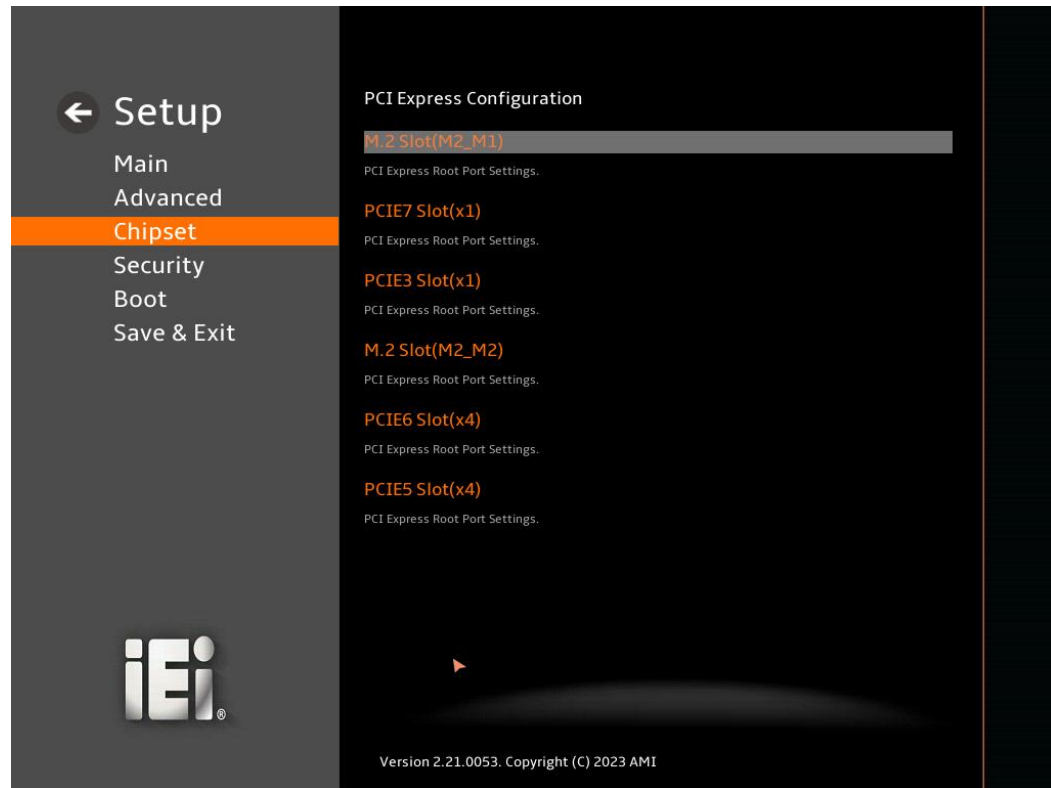 Setup
Main
Advanced
Chipset
Security
Boot
Save & Exit
iEi®
PCI Express Configuration
M.2 Slot(M2_M1)
PCI Express Root Port Settings.
PCIE7 Slot(x1)
PCI Express Root Port Settings.
PCIE3 Slot(x1)
PCI Express Root Port Settings.
M.2 Slot(M2_M2)
PCI Express Root Port Settings.
PCIE6 Slot(x4)
PCI Express Root Port Settings.
PCIE5 Slot(x4)
PCI Express Root Port Settings.
Version 2.21.0053. Copyright (C) 2023 AMI